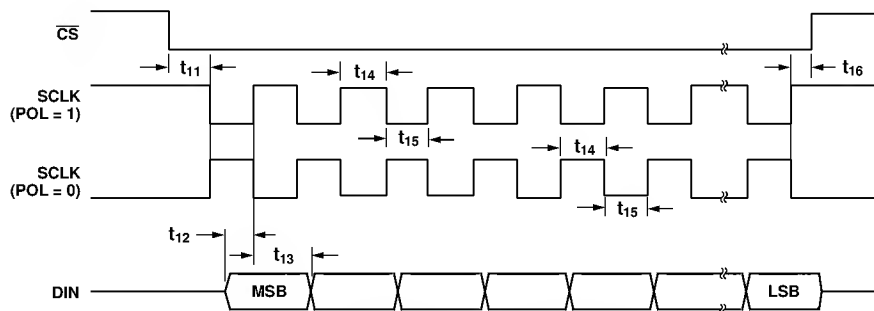 CS
t11
t14
t16
SCLK
(POL = 1)
t15
t14
SCLK
(POL = 0)
t15
t12
t13
DIN
MSB
LSB